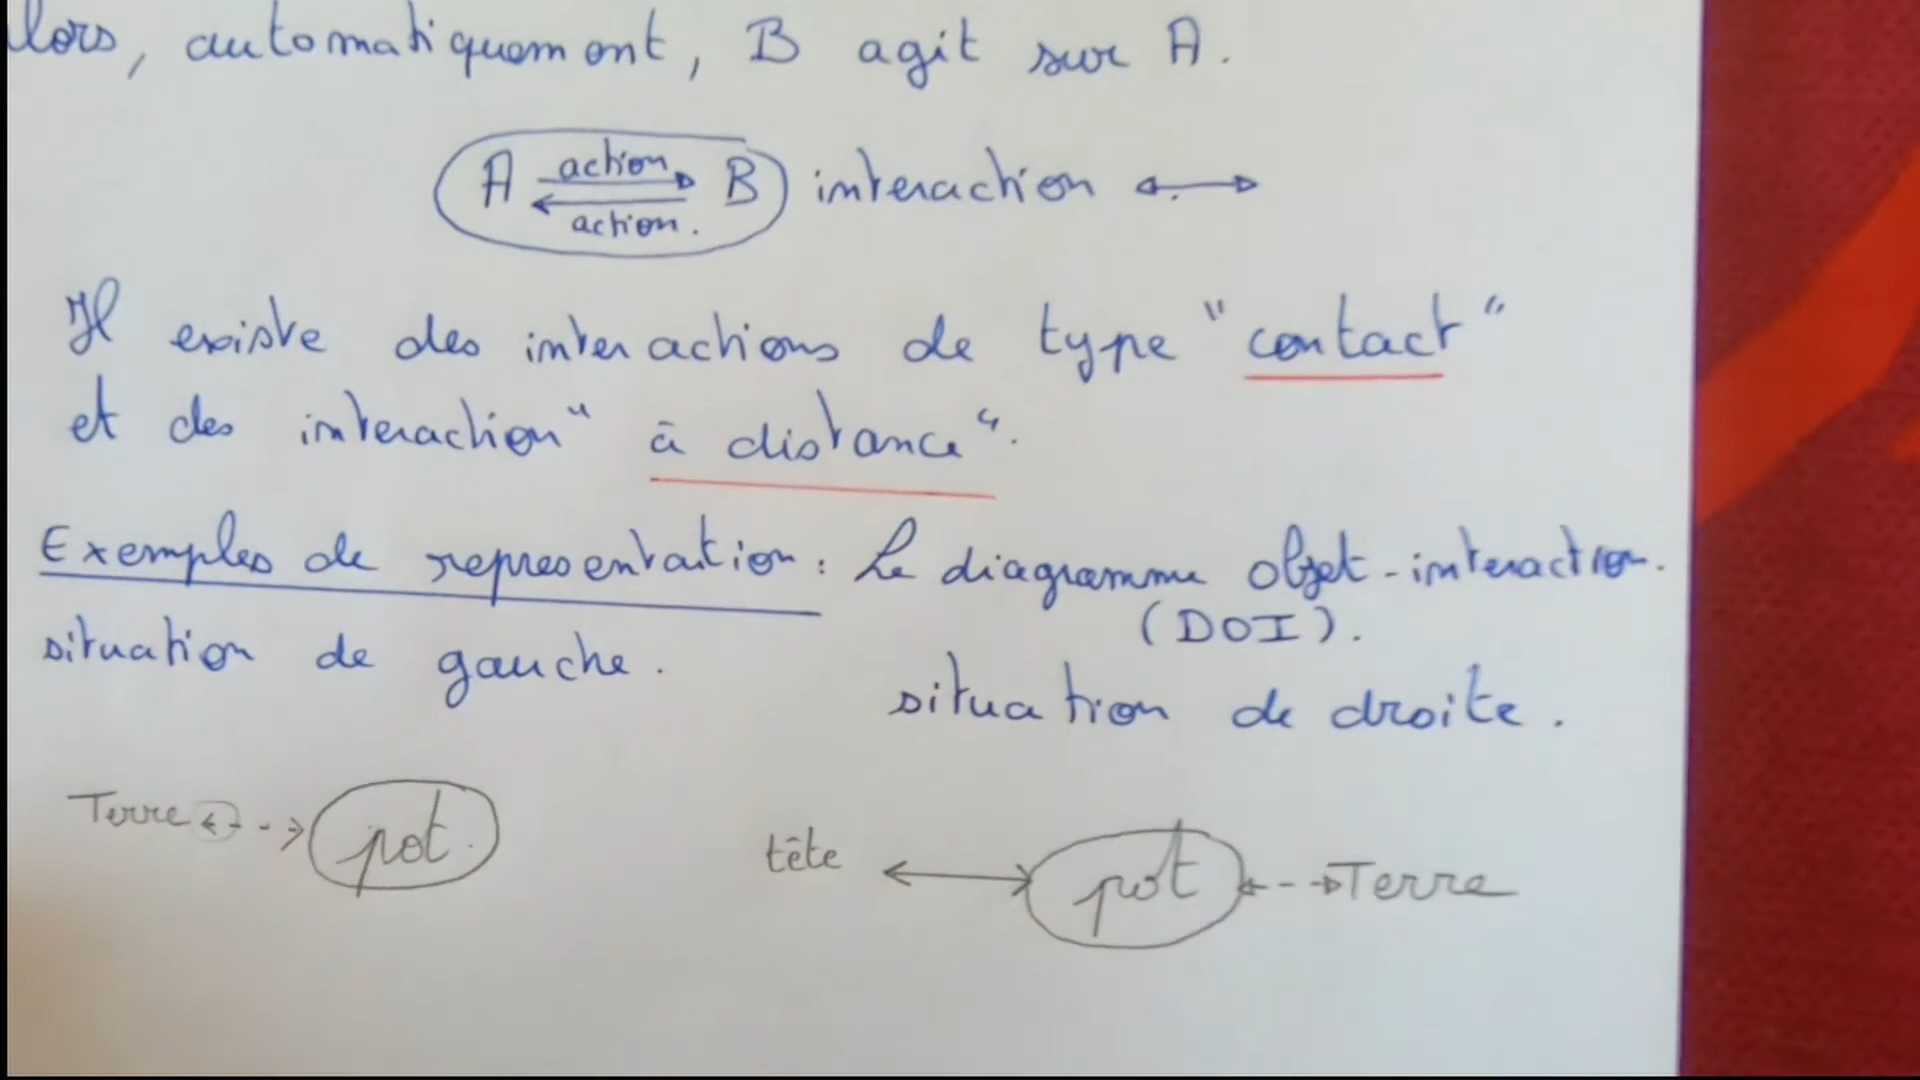 lors, automatiquement, B agit sur A.
A action B interaction
action.
Il existe des interactions de type "contact"
et des interaction "à distance".
Exemples de representation : Le diagramme objet-interaction.
(DOI).
situation de gauche.
situation de droite.
Terre pot
tête pot Terre